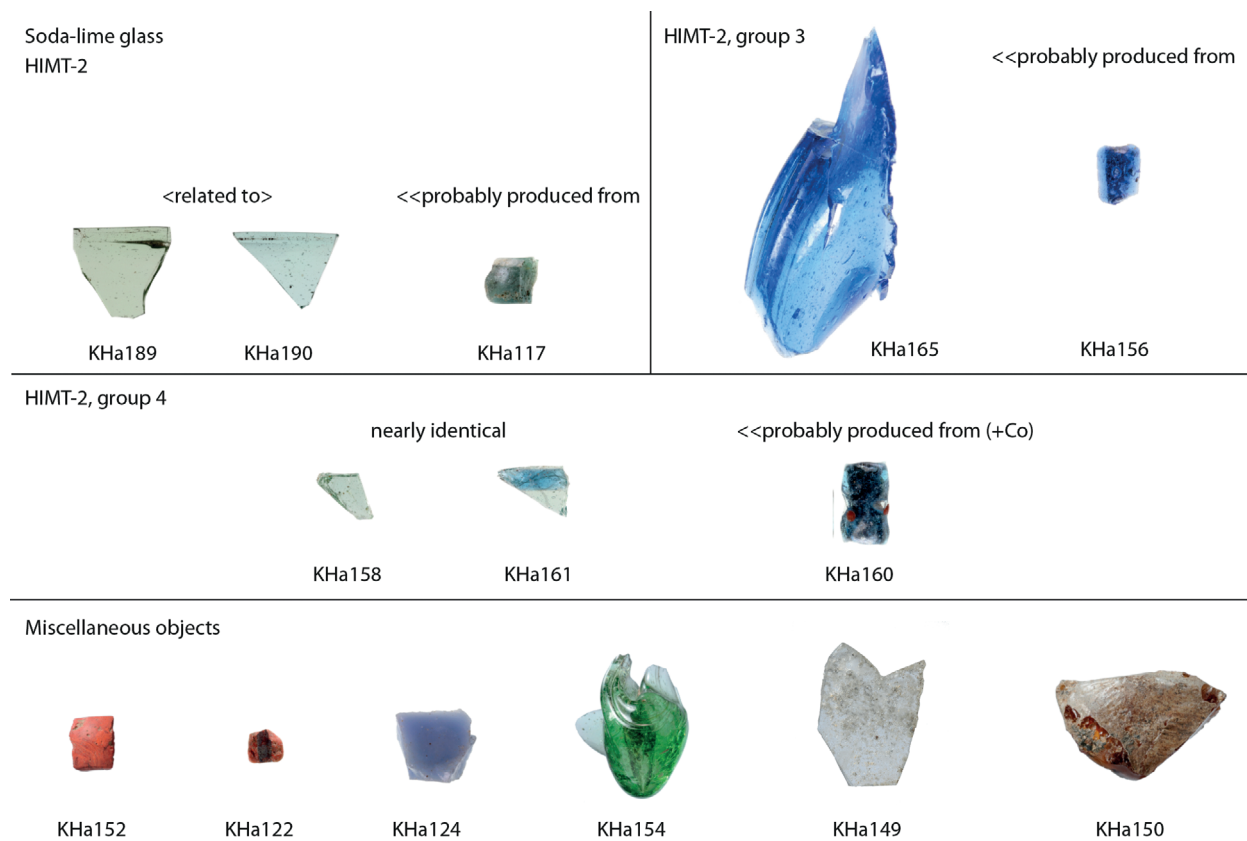 Soda-lime glass
HIMT-2
<related to>
<<probably produced from
KHa189
KHa190
KHa117
HIMT-2, group 3
<<probably produced from
KHa165
KHa156
HIMT-2, group 4
nearly identical
<<probably produced from (+Co)
KHa158
KHa161
KHa160
Miscellaneous objects
KHa152
KHa122
KHa124
KHa154
KHa149
KHa150